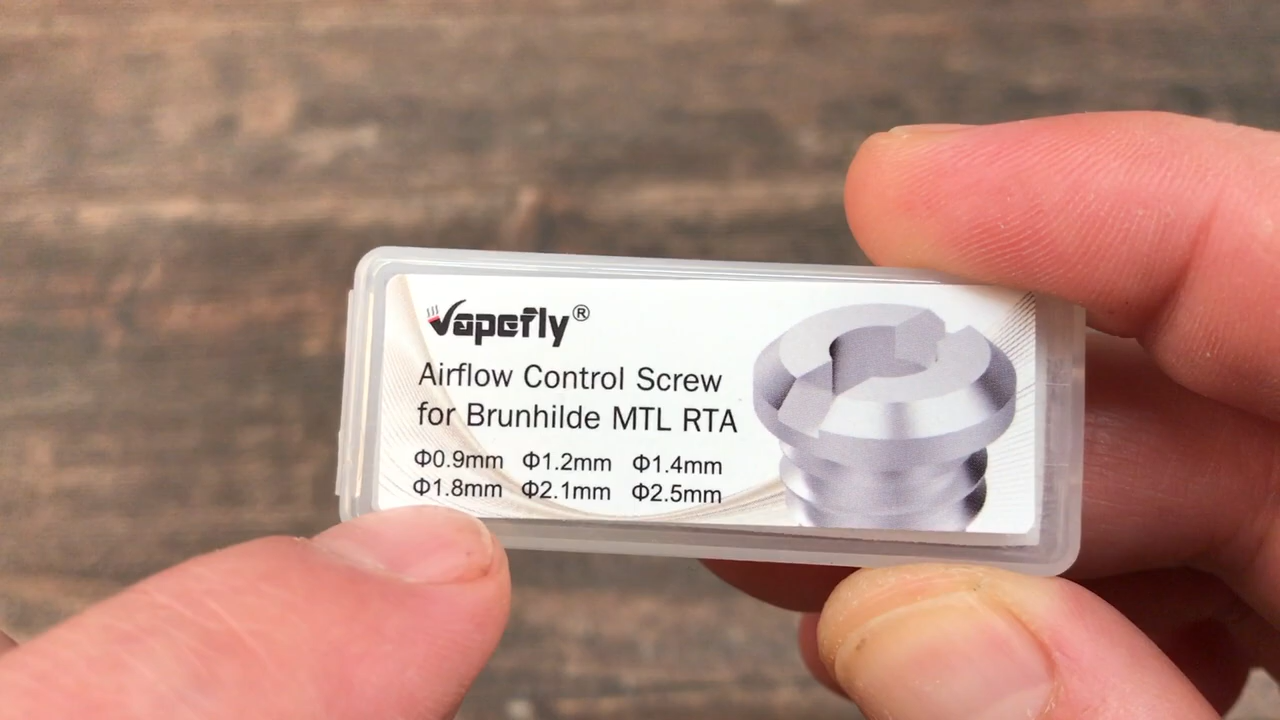 Vapefly®
Airflow Control Screw
for Brunhilde MTL RTA
Φ0.9mm Φ1.2mm Φ1.4mm
Φ1.8mm Φ2.1mm Φ2.5mm